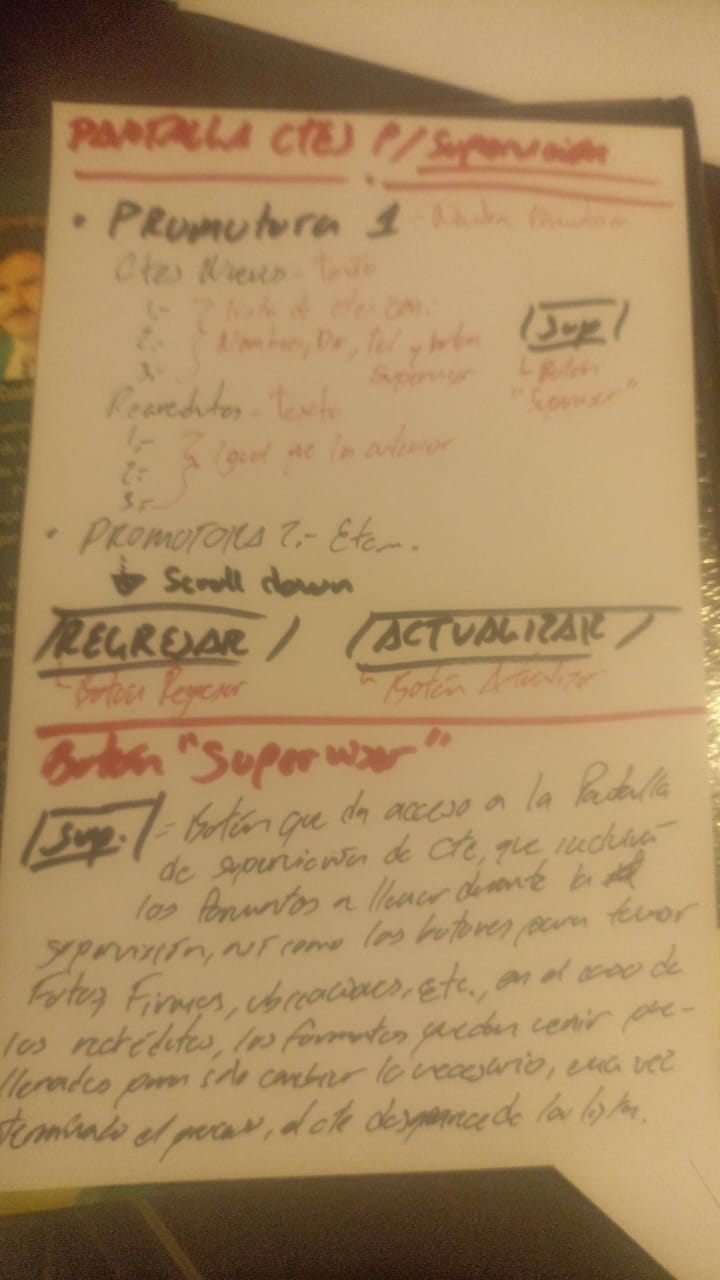 PANTALLA CTES P/ Supervisión
• PROMOTORA 1 - Nombre Promotora
Ctes Nuevos - Texto
1.- Lista de ctes con:
2.- Nombre, Dir, Tel y botón
3.- Supervisar
Sup
Botón
"Supervisar"
Recreditos - texto
1.-
2.- Igual que la anterior
3.-
• PROMOTORA 2.- Etc...
Scroll down
REGRESAR ACTUALIZAR
Botón Regresar Botón Actualizar
Botón "Supervisar"
Sup. = Botón que da acceso a la Pantalla
de supervisión de cte, que incluirá
los Formatos a llenar durante la
supervisión, así como los botones para tomar
Fotos, Firmas, ubicaciones, etc., en el caso de
los recréditos, los formatos pueden venir pre-
llenados para solo cambiar lo necesario, una vez
terminado el proceso, el cte desaparece de la lista.